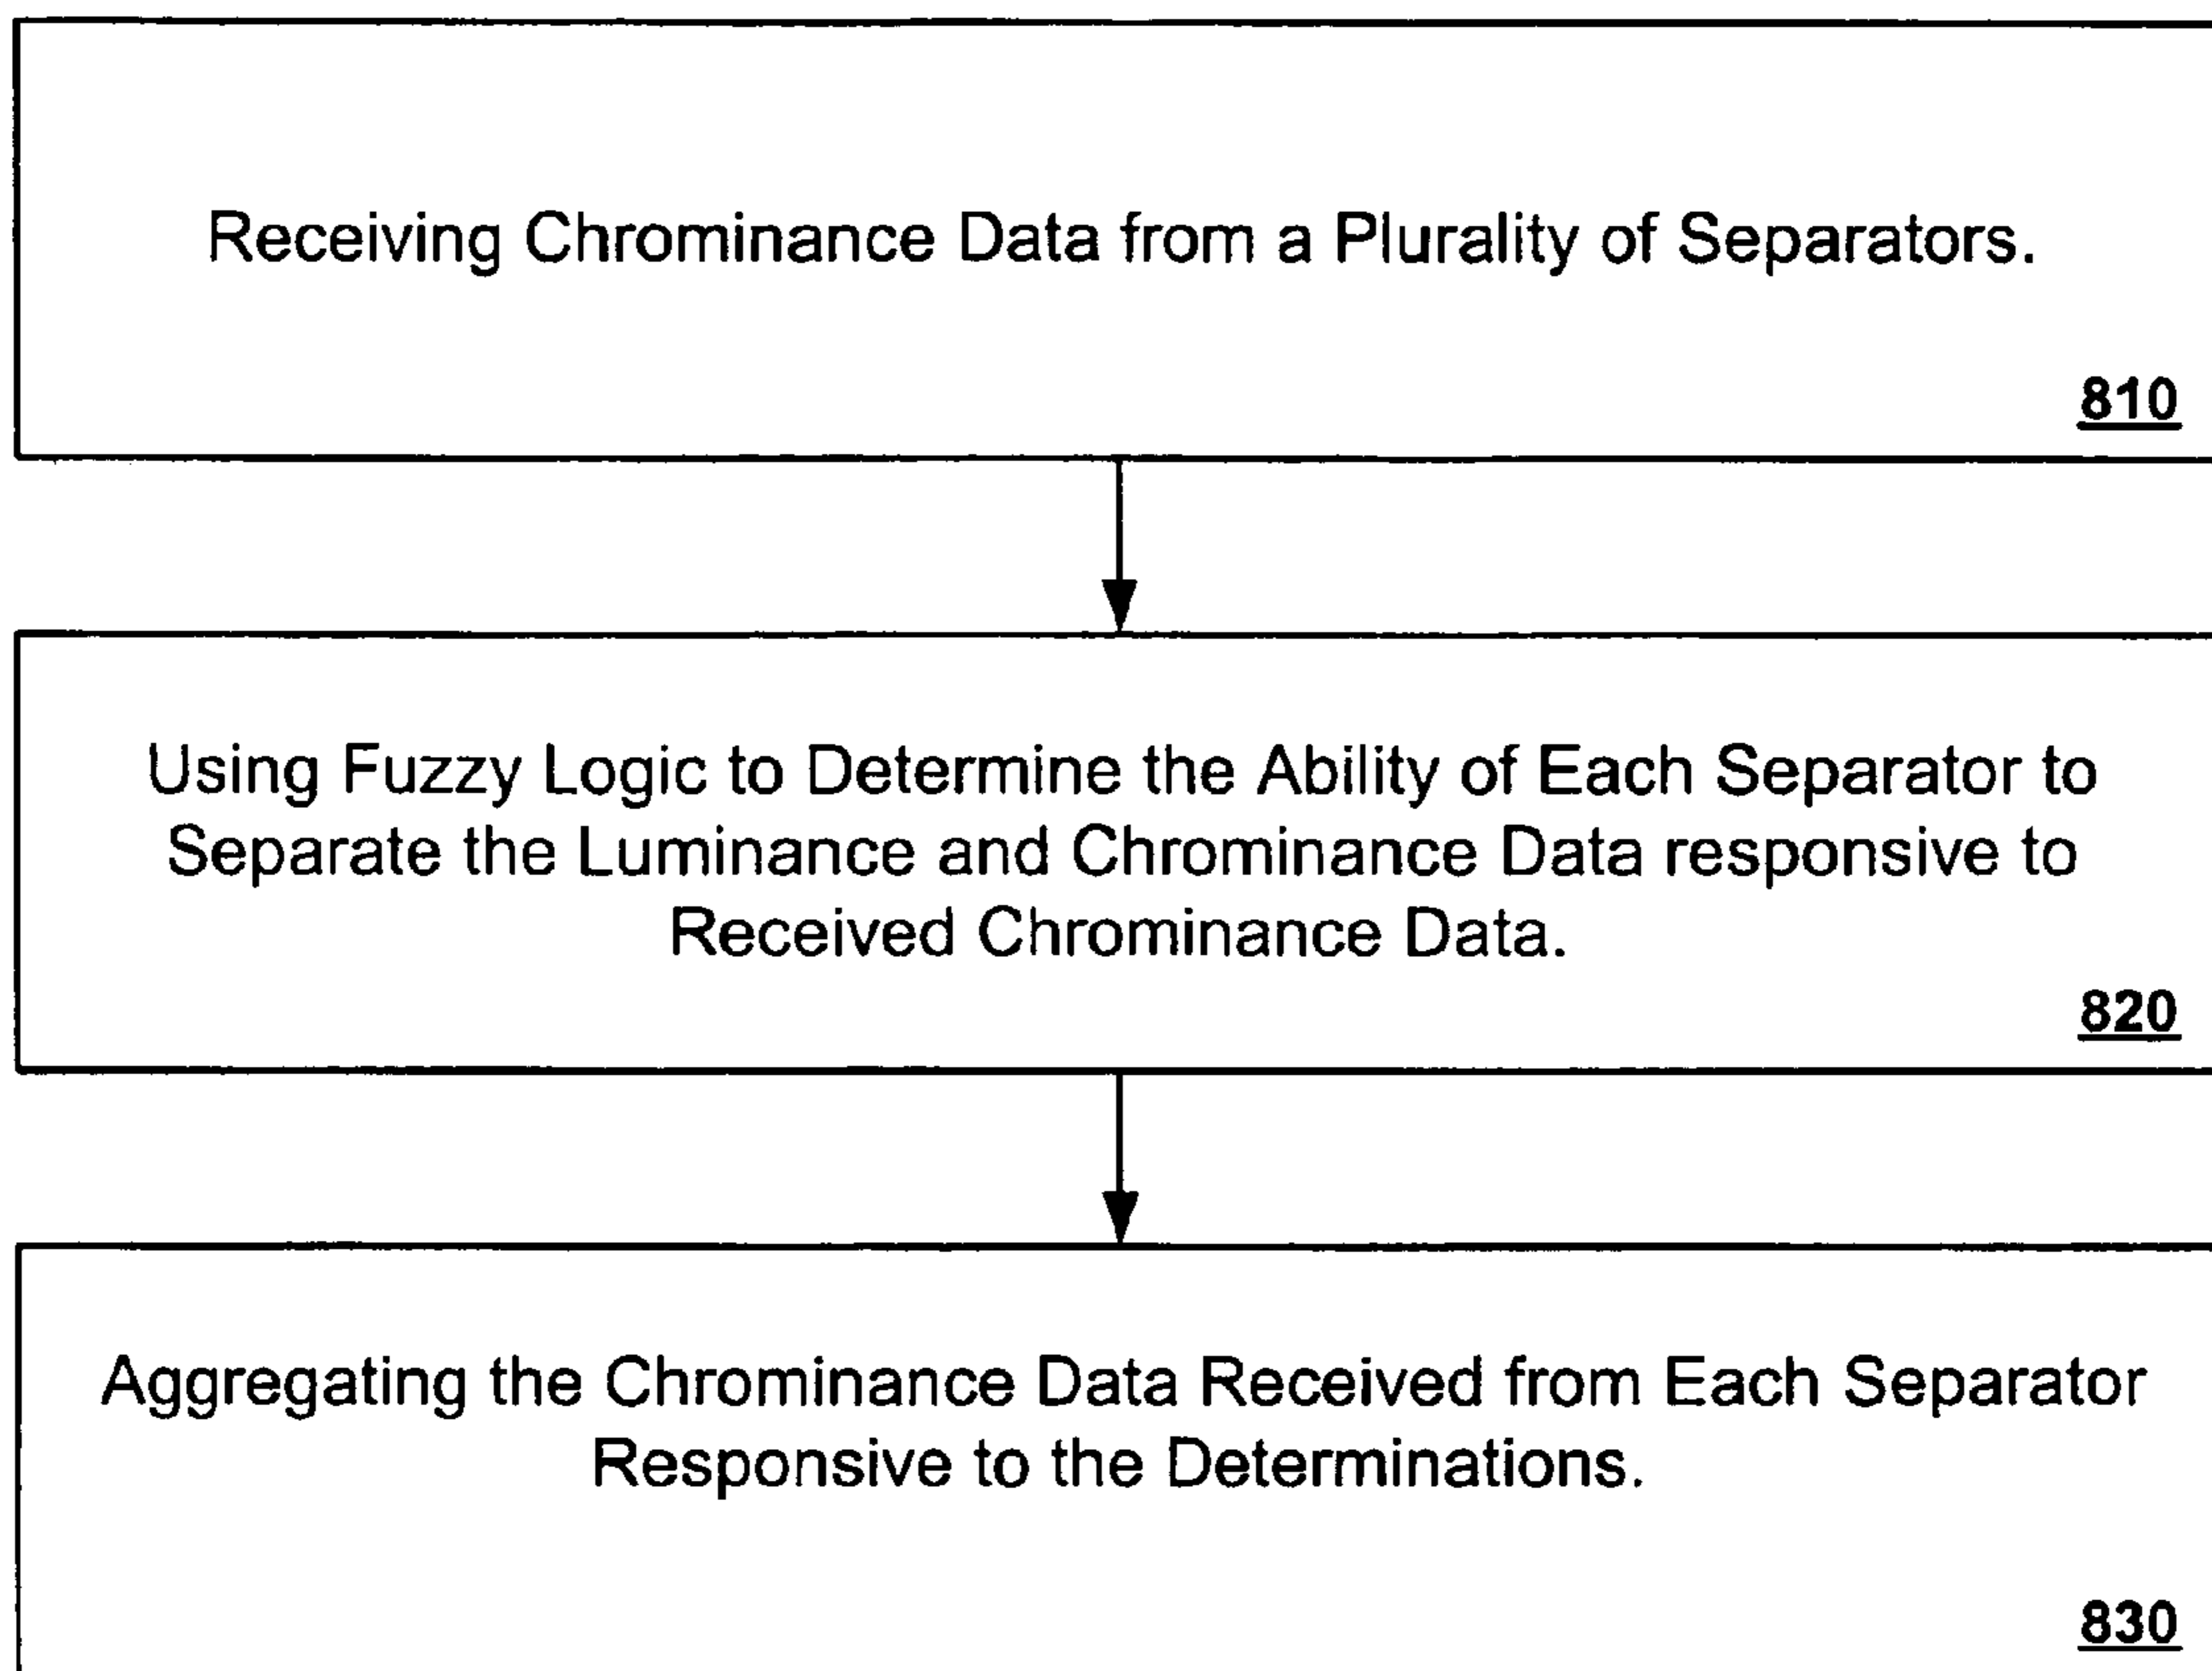 Receiving Chrominance Data from a Plurality of Separators.
810
Using Fuzzy Logic to Determine the Ability of Each Separator to
Separate the Luminance and Chrominance Data responsive to
Received Chrominance Data.
820
Aggregating the Chrominance Data Received from Each Separator
Responsive to the Determinations.
830